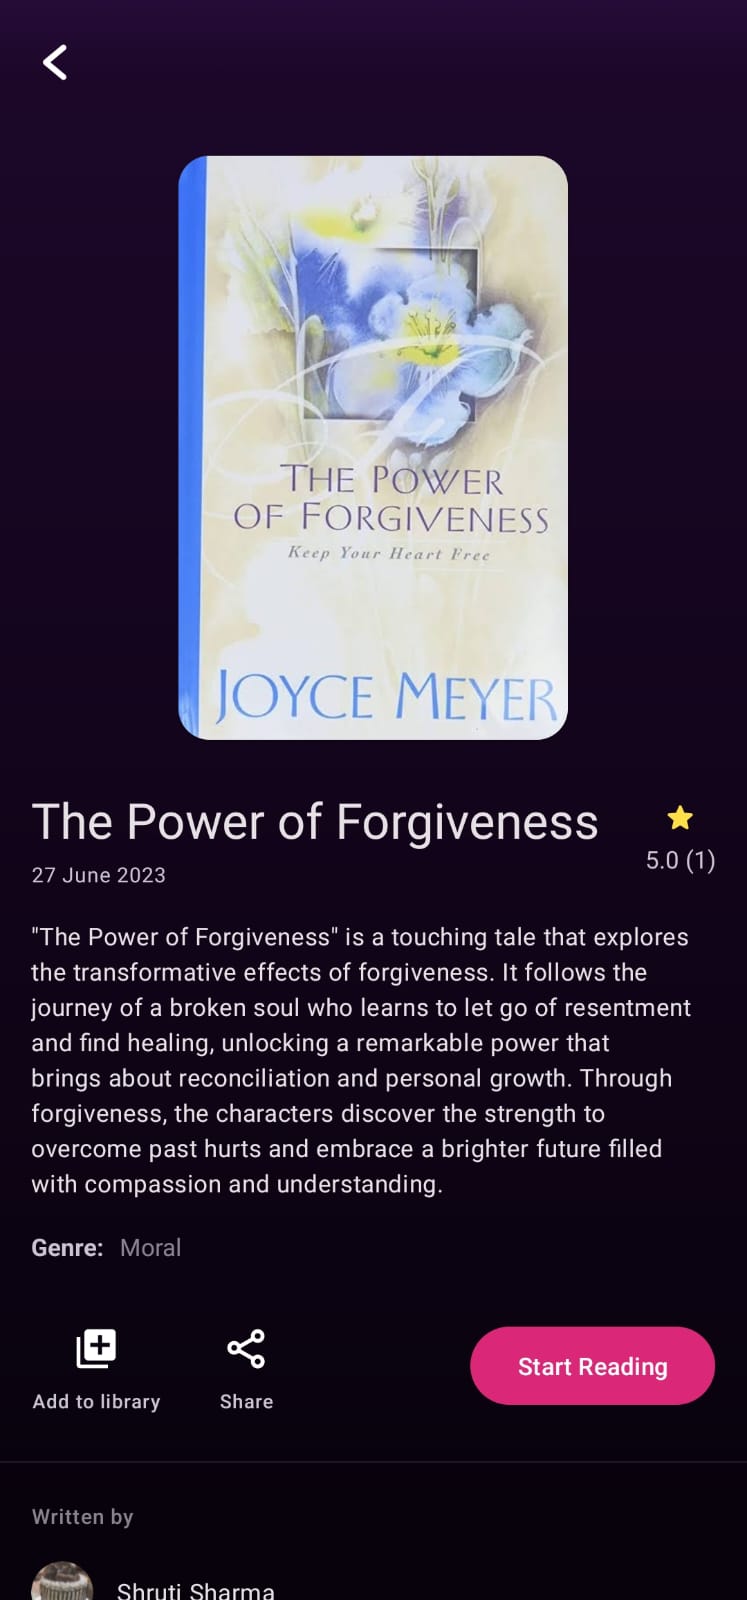 THE POWER
OF FORGIVENESS
Keep Your Heart Free
JOYCE MEYER
The Power of Forgiveness
5.0 (1)
27 June 2023
"The Power of Forgiveness" is a touching tale that explores
the transformative effects of forgiveness. It follows the
journey of a broken soul who learns to let go of resentment
and find healing, unlocking a remarkable power that
brings about reconciliation and personal growth. Through
forgiveness, the characters discover the strength to
overcome past hurts and embrace a brighter future filled
with compassion and understanding.
Genre: Moral
Add to library
Share
Start Reading
Written by
Shruti Sharma